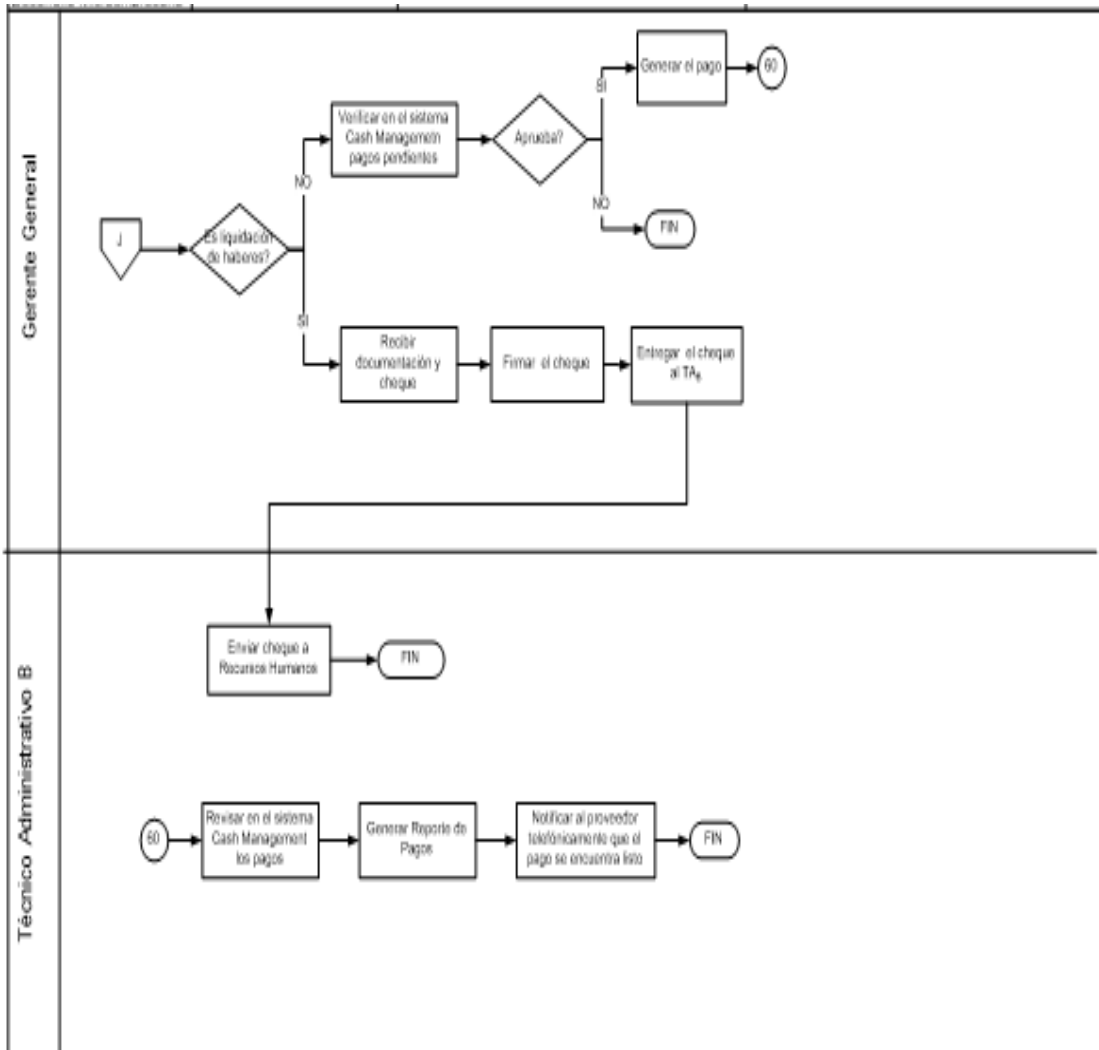 Gerente General
J
Es liquidación
de haberes?
NO
SI
Verificar en el sistema
Cash Managemetn
pagos pendientes
Aprueba?
SI
NO
Generar el pago
60
FIN
Recibir
documentación y
cheque
Firmar el cheque
Entregar el cheque
al TA
Técnico Administrativo B
Enviar cheque a
Recursos Humanos
FIN
60
Revisar en el sistema
Cash Management
los pagos
Generar Reporte de
Pagos
Notificar al proveedor
telefónicamente que el
pago se encuentra listo
FIN